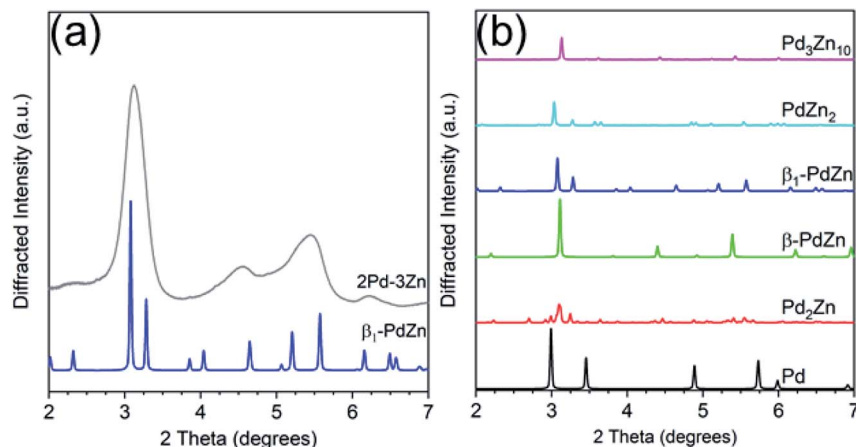 (a)
Diffracted Intensity (a.u.)
2Pd-3Zn
β₁-PdZn
2 3 4 5 6 7
2 Theta (degrees)
(b)
Diffracted Intensity (a.u.)
Pd₃Zn₁₀
PdZn₂
β₁-PdZn
β-PdZn
Pd₂Zn
Pd
2 3 4 5 6 7
2 Theta (degrees)